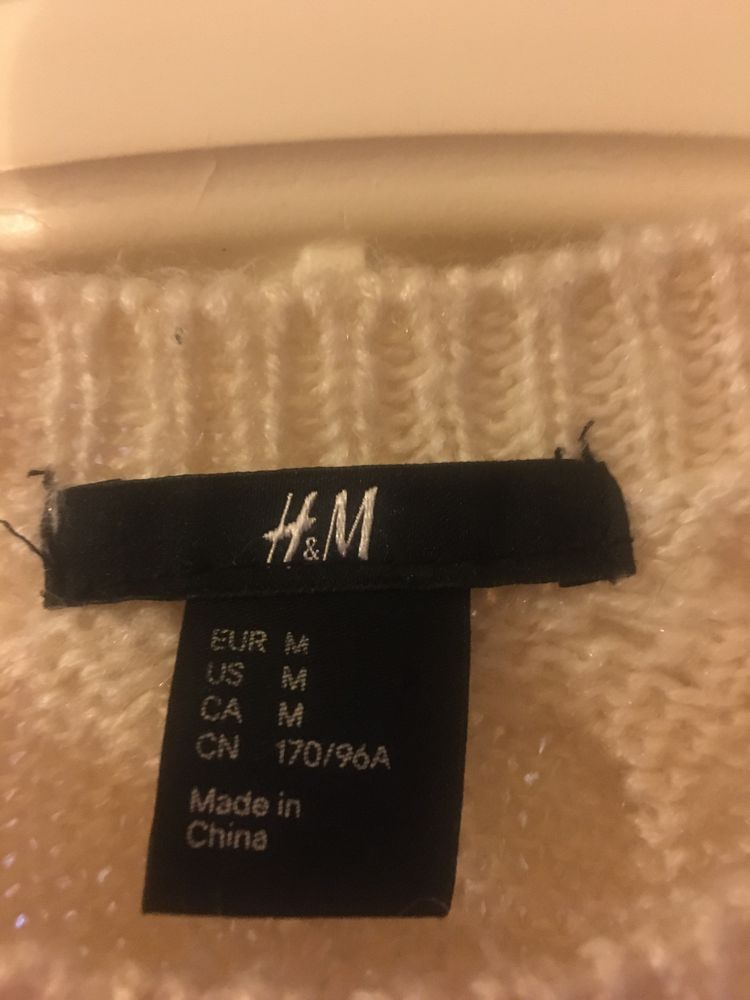 H&M
EUR M
US M
CA M
CN 170/96A
Made in
China